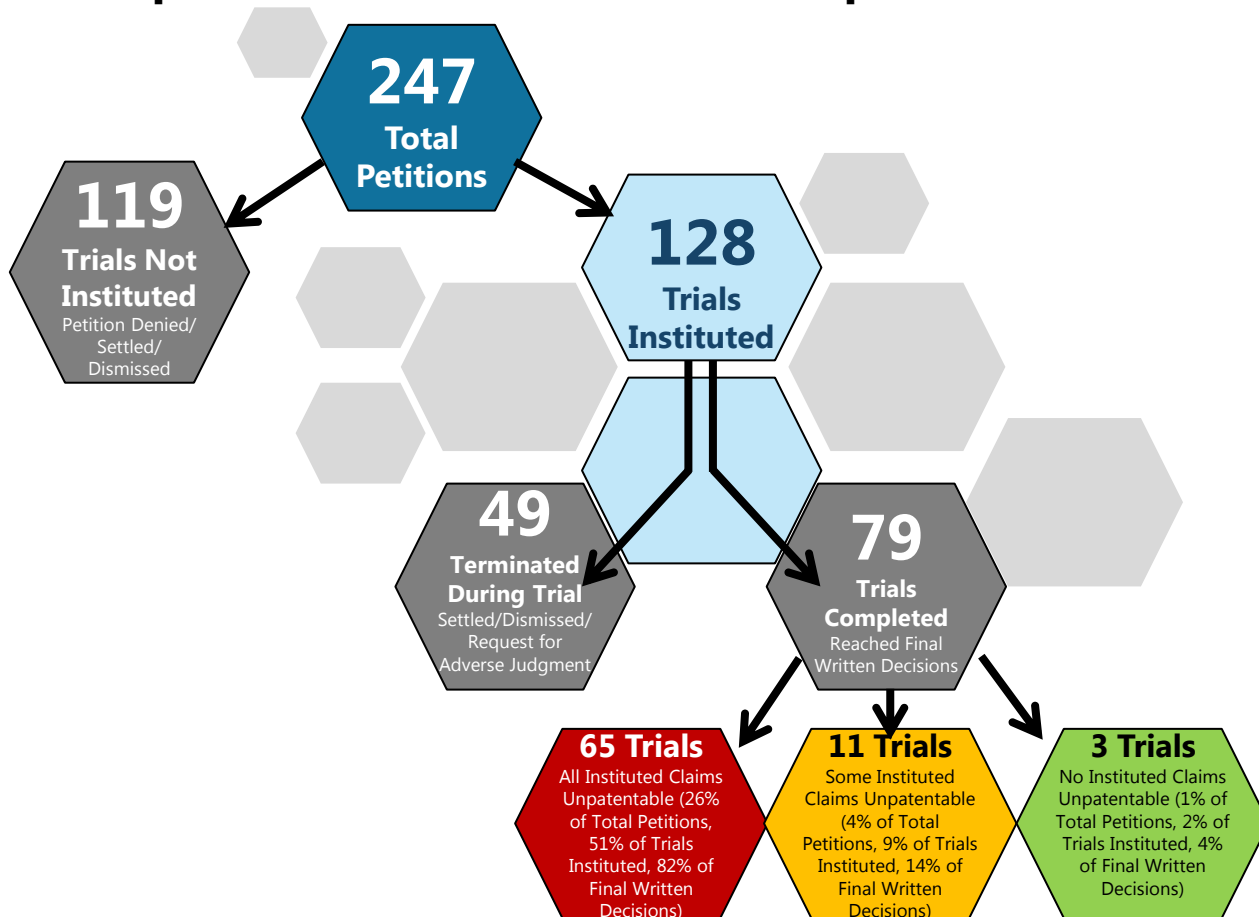 247
Total
Petitions
119
Trials Not
Instituted
Petition Denied/
Settled/
Dismissed
128
Trials
Instituted
49
Terminated
During Trial
Settled/Dismissed/
Request for
Adverse Judgment
79
Trials
Completed
Reached Final
Written Decisions
65 Trials
All Instituted Claims
Unpatentable (26%
of Total Petitions,
51% of Trials
Instituted, 82% of
Final Written
Decisions)
11 Trials
Some Instituted
Claims Unpatentable
(4% of Total
Petitions, 9% of Trials
Instituted, 14% of
Final Written
Decisions)
3 Trials
No Instituted Claims
Unpatentable (1% of
Total Petitions, 2% of
Trials Instituted, 4%
of Final Written
Decisions)